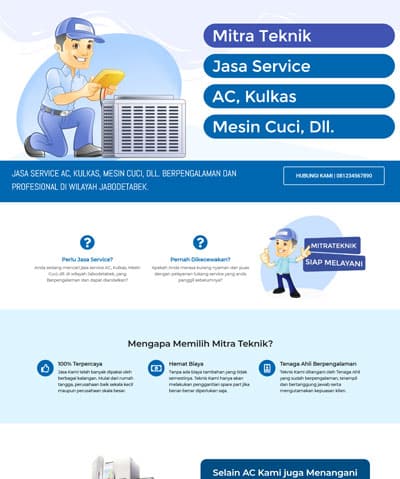 Mitra Teknik
Jasa Service
AC, Kulkas
Mesin Cuci, Dll.
JASA SERVICE AC, KULKAS, MESIN CUCI, DLL. BERPENGALAMAN DAN
PROFESIONAL DI WILAYAH JABODETABEK.
HUBUNGI KAMI | 081234567890
Perlu Jasa Service?
Anda sedang mencari Jasa service AC, Kulkas, Mesin
Cuci, dll. di wilayah Jabodetabek, yang
Berpengalaman dan dapat diandalkan?
Pernah Dikecewakan?
Apakah Anda merasa kurang nyaman dan puas
dengan pelayanan tukang service yang anda
panggil sebelumnya?
MITRATEKNIK
SIAP MELAYANI
Mengapa Memilih Mitra Teknik?
100% Terpercaya
Jasa Kami telah banyak dipakai oleh
berbagai kalangan. Mulai dari rumah
tangga, perusahaan baik sekala kecil
maupun perusahaan skala besar.
Hemat Biaya
Tanpa ada biaya tambahan yang tidak
semestinya. Teknisi Kami hanya akan
melakukan penggantian spare part jika
benar-benar diperlukan saja.
Tenaga Ahli Berpengalaman
Teknisi Kami ditangani oleh Tenaga Ahli
yang sudah berpengalaman, terampil
dan bertanggung jawab serta
mengutamakan kepuasan klien.
Selain AC Kami juga Menangani